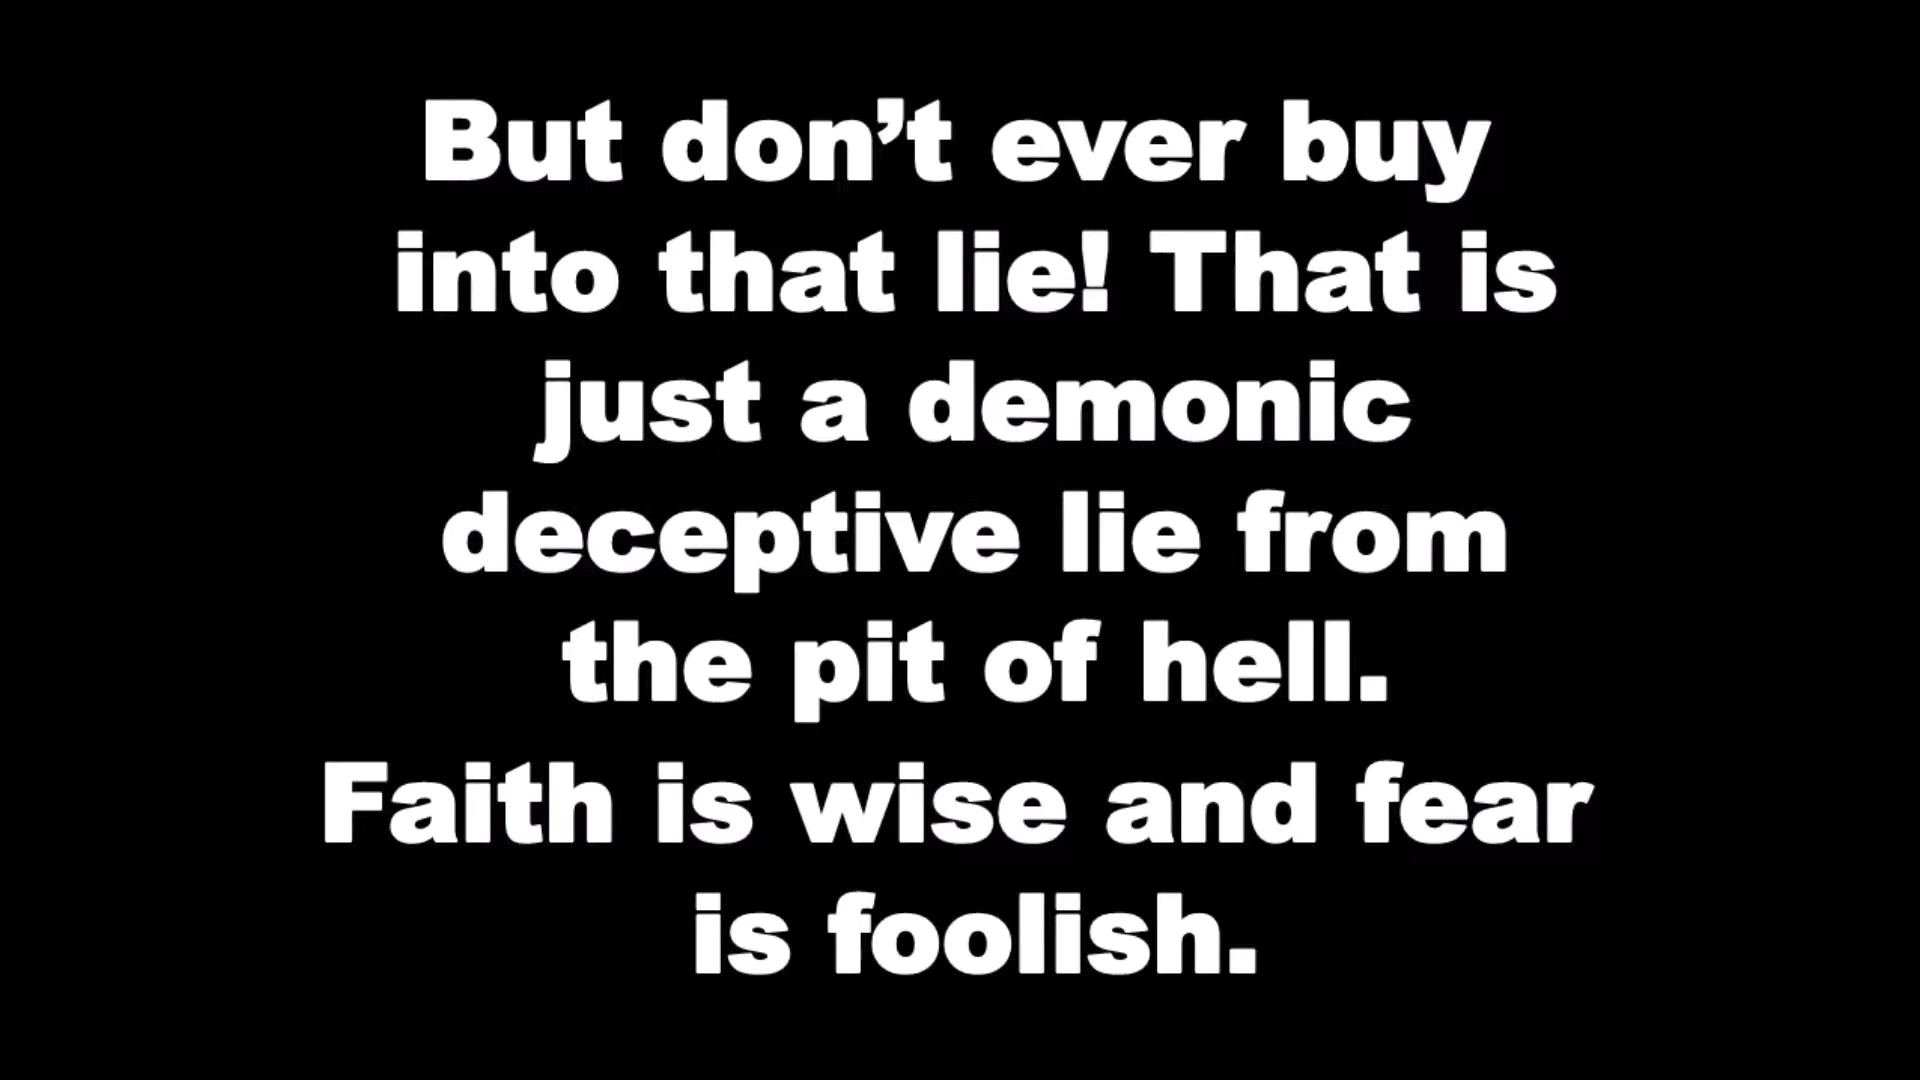 But don’t ever buy
into that lie! That is
just a demonic
deceptive lie from
the pit of hell.
Faith is wise and fear
is foolish.